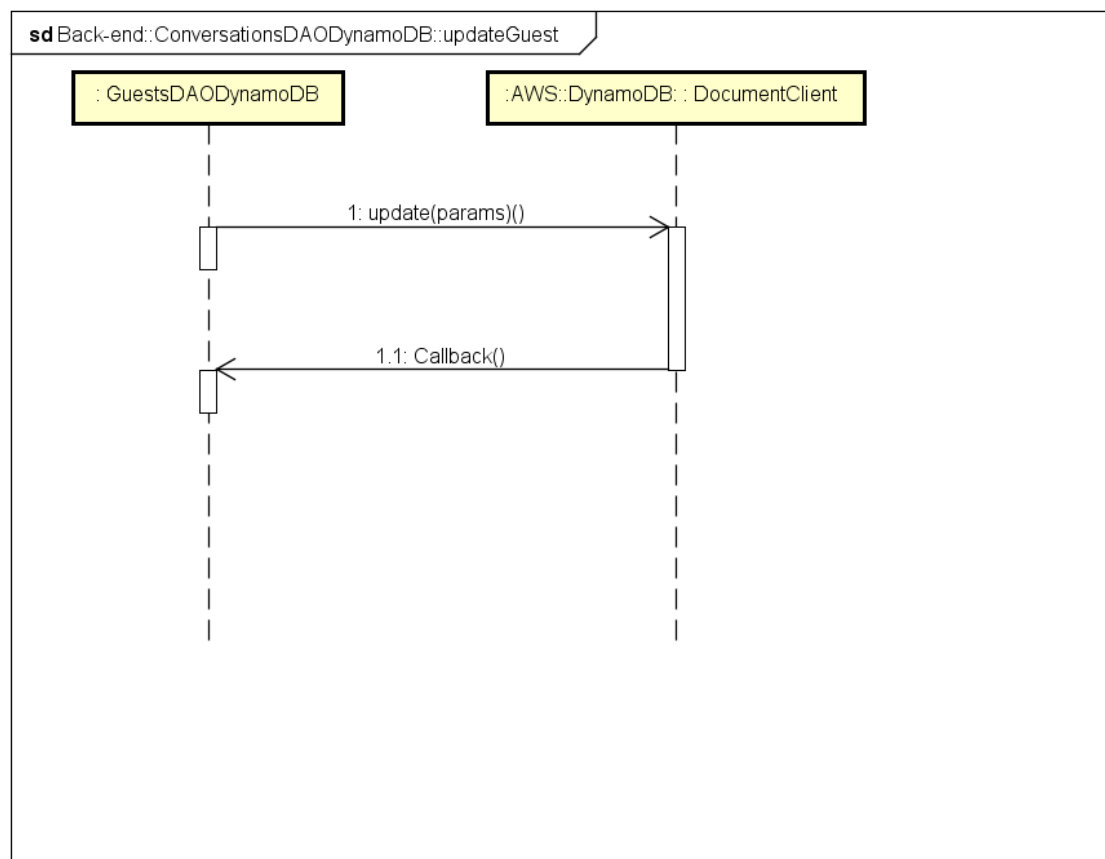 sd Back-end::ConversationsDAODynamoDB::updateGuest
: GuestsDAODynamoDB
:AWS::DynamoDB: : DocumentClient
1: update(params)()
1.1: Callback()